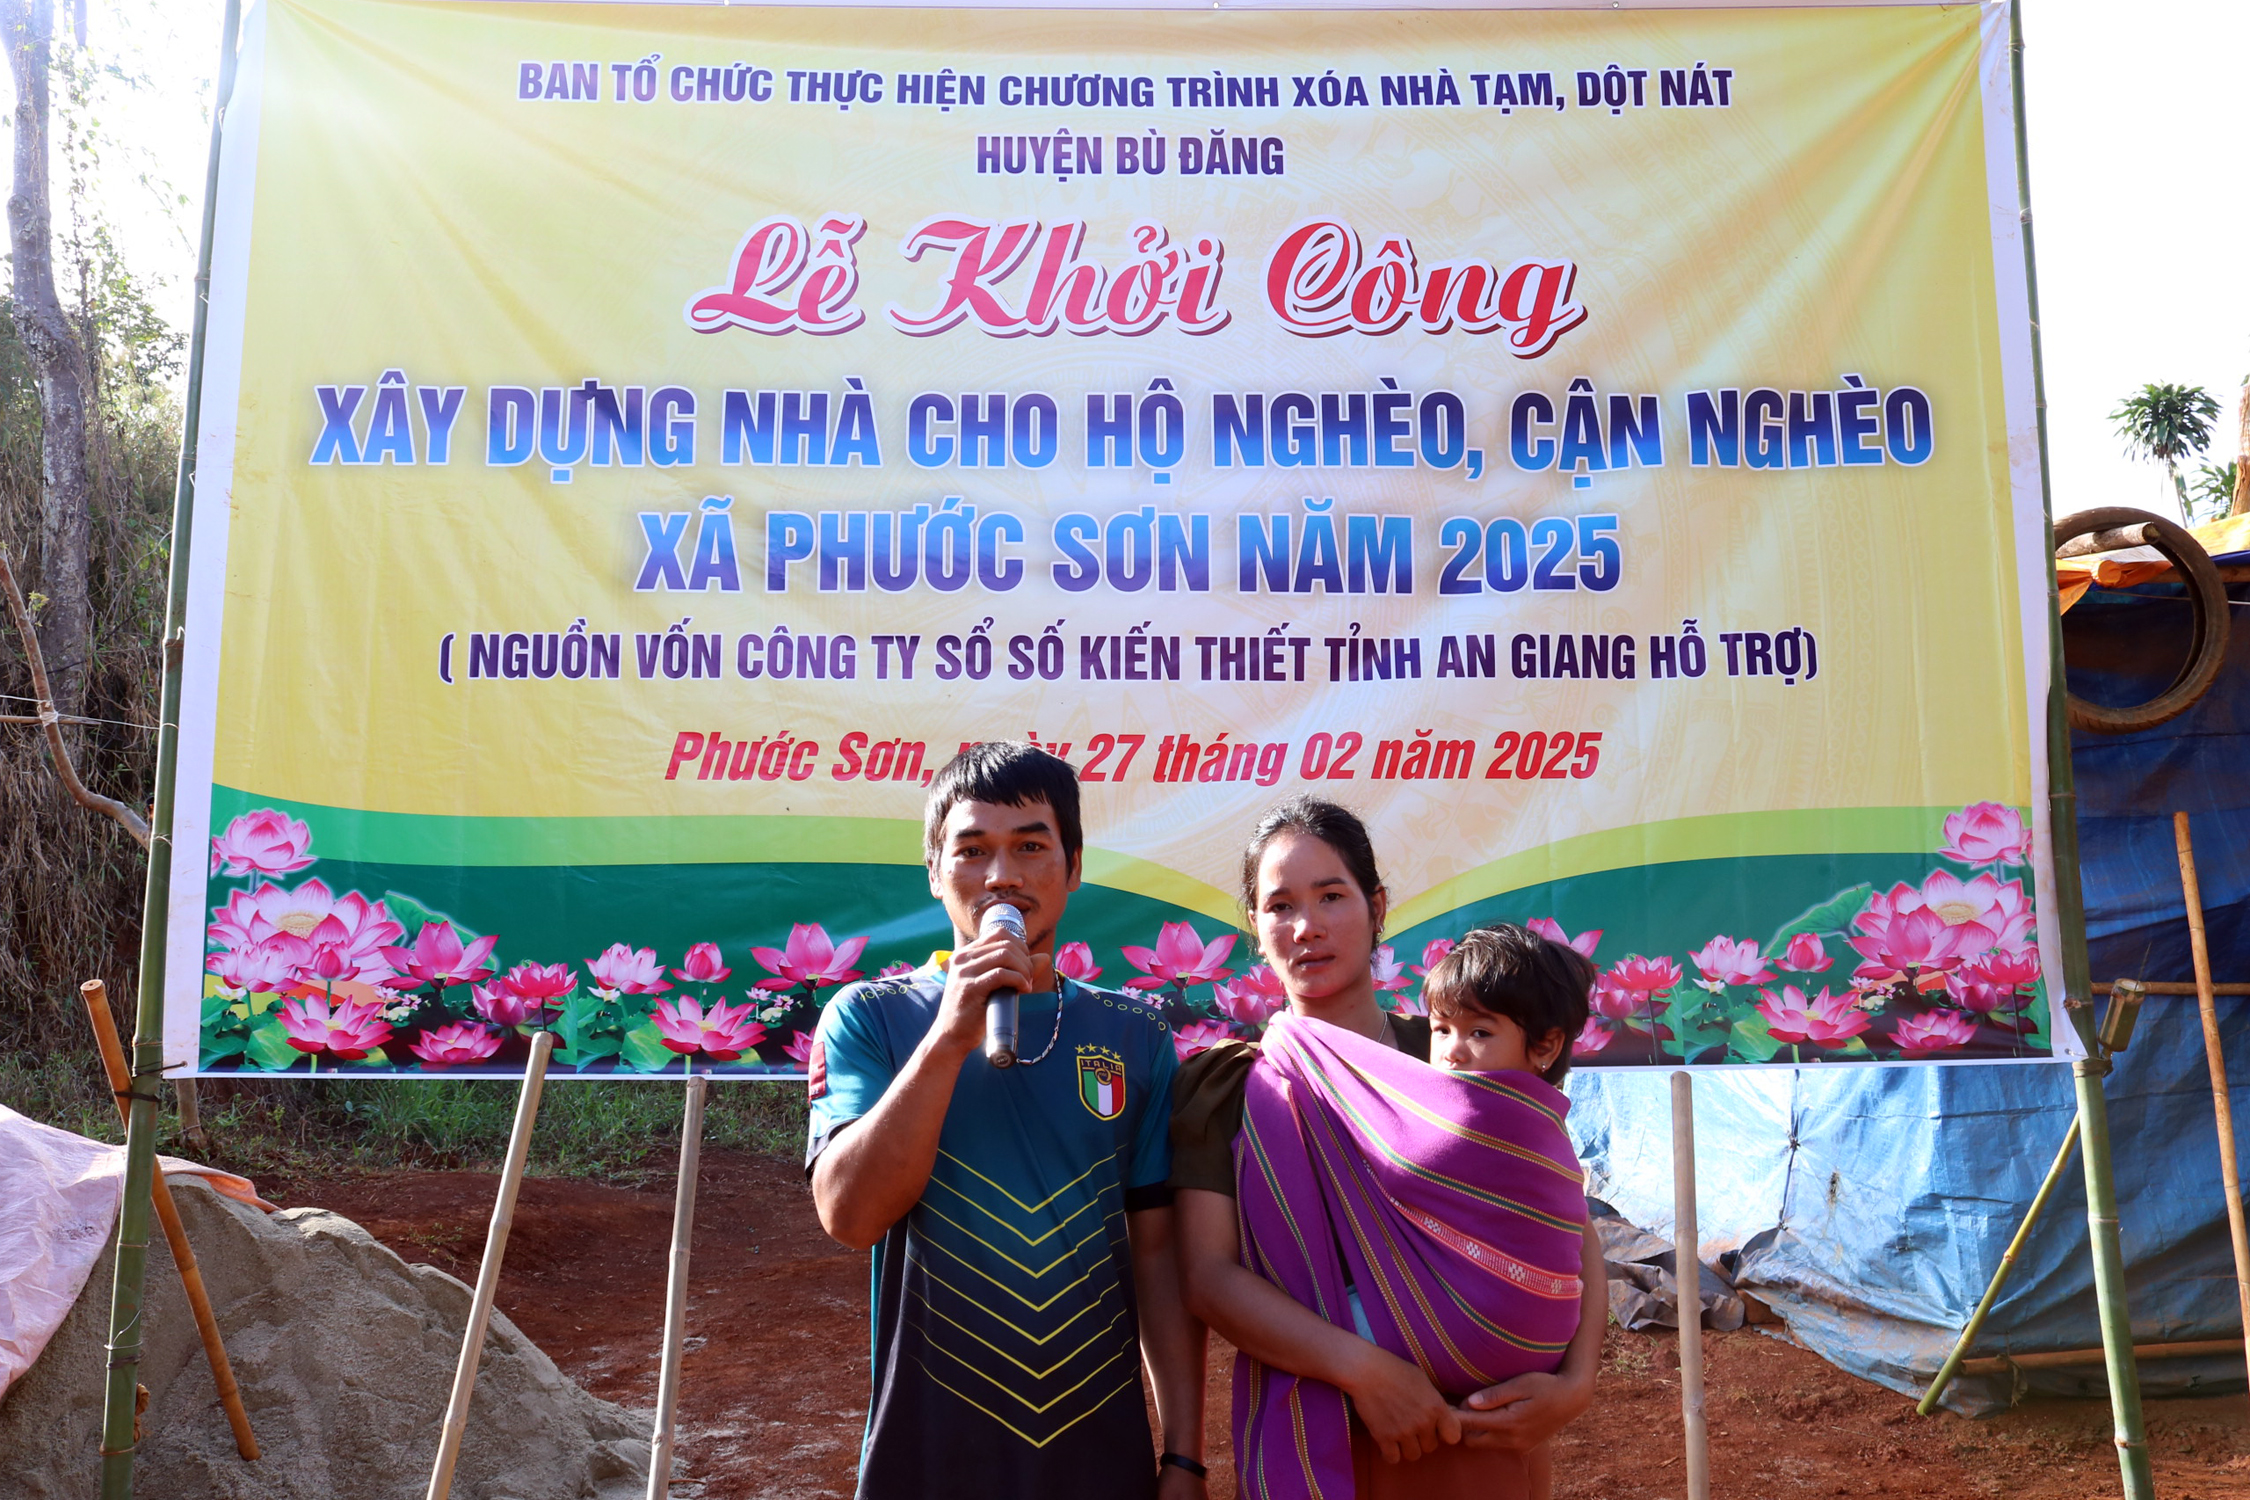 BAN TỔ CHỨC THỰC HIỆN CHƯƠNG TRÌNH XÓA NHÀ TẠM, DỘT NÁT
HUYỆN BÙ ĐĂNG
Lễ Khởi Công
XÂY DỰNG NHÀ CHO HỘ NGHÈO, CẬN NGHÈO
XÃ PHƯỚC SƠN NĂM 2025
( NGUỒN VỐN CÔNG TY SỔ SỐ KIẾN THIẾT TỈNH AN GIANG HỖ TRỢ)
Phước Sơn, ngày 27 tháng 02 năm 2025
ITALIA